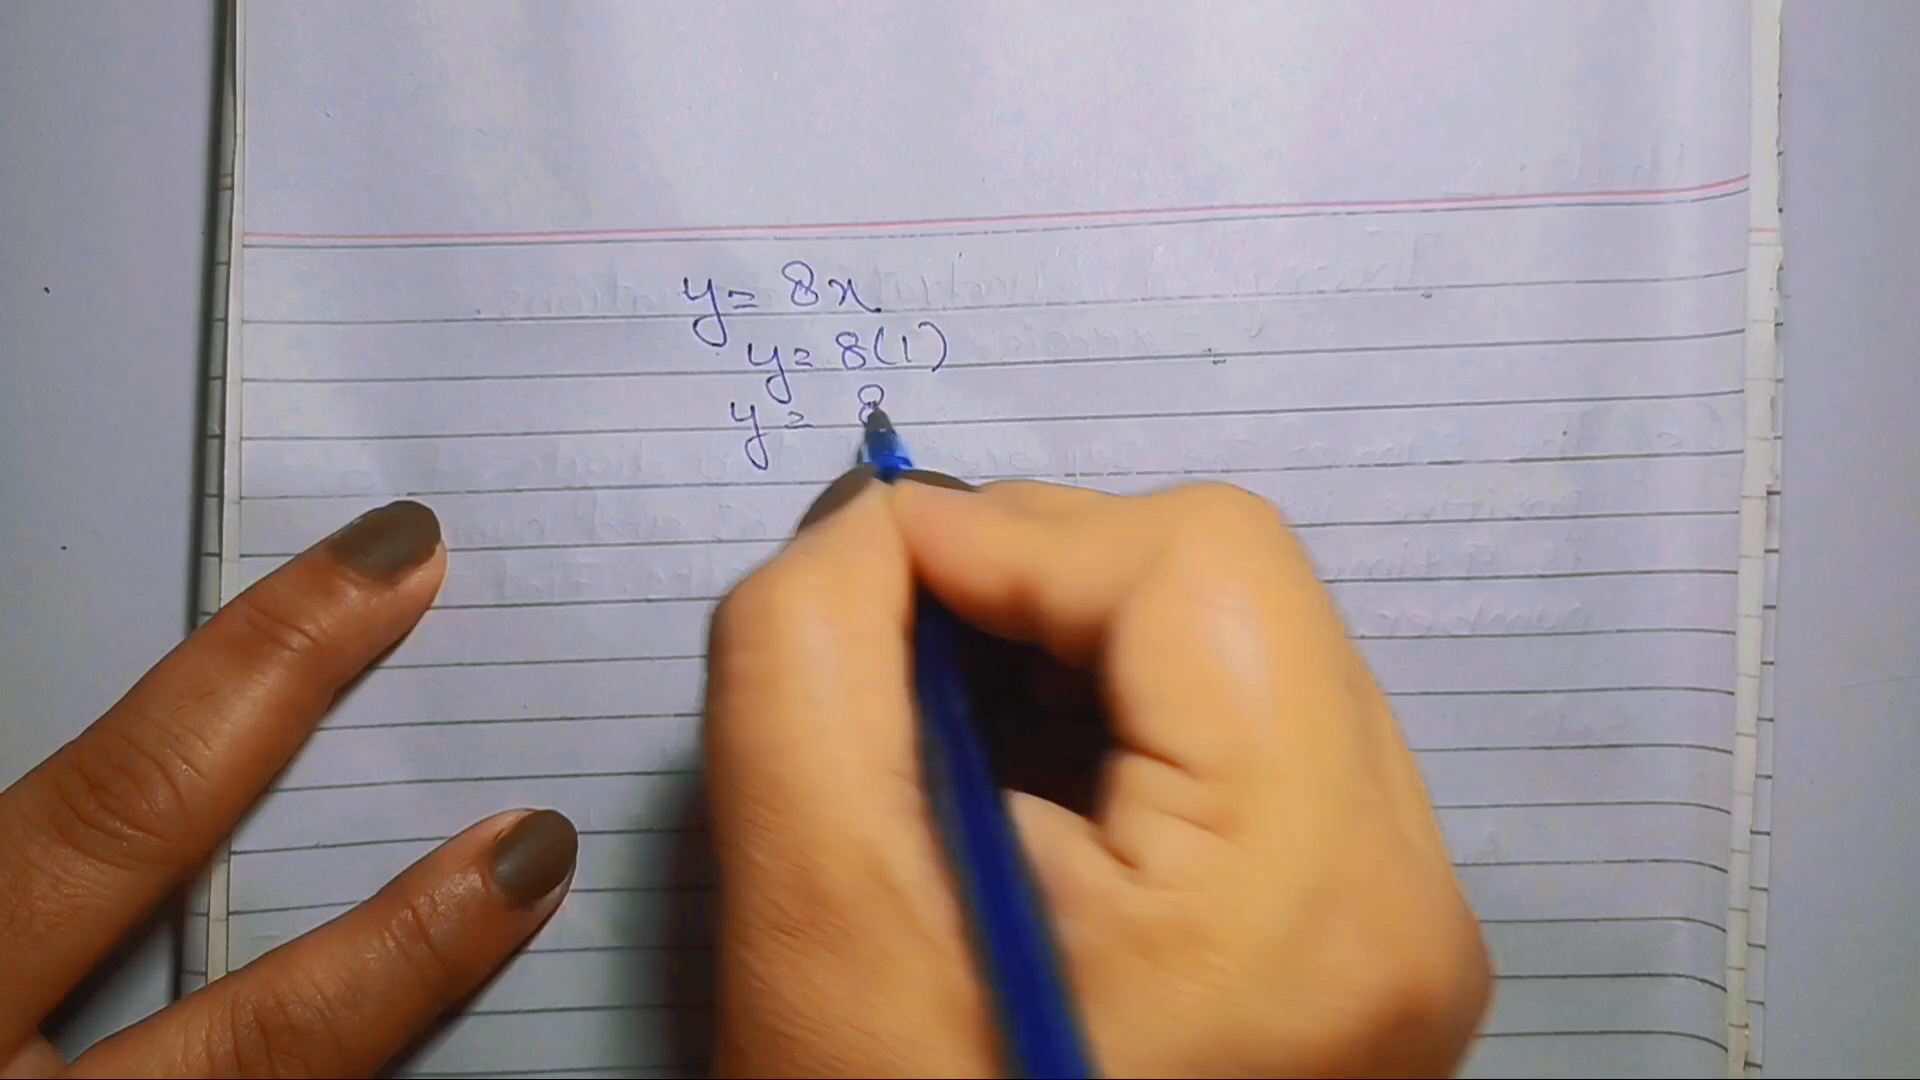 y = 8x
y = 8(1)
y = 8